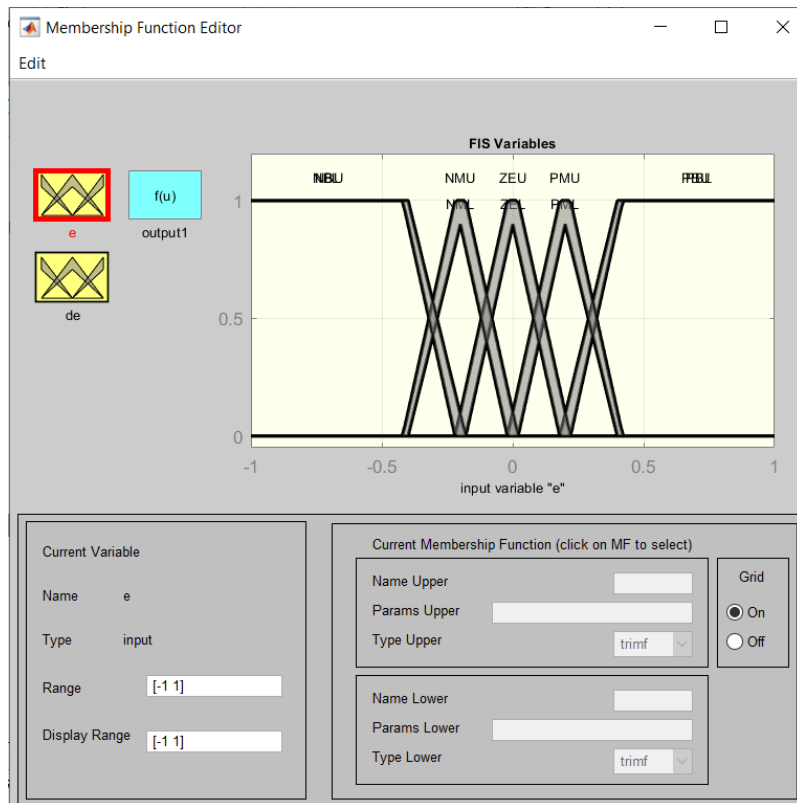 Membership Function Editor
Edit
FIS Variables
f(u)
e
output1
de
NMU ZEU PMU
NML ZEL PML
1
0.5
0
-1 -0.5 0 0.5 1
input variable "e"
Current Variable
Name e
Type input
Range [-1 1]
Display Range [-1 1]
Current Membership Function (click on MF to select)
Name Upper
Params Upper
Type Upper trimf
Name Lower
Params Lower
Type Lower trimf
Grid
On
Off